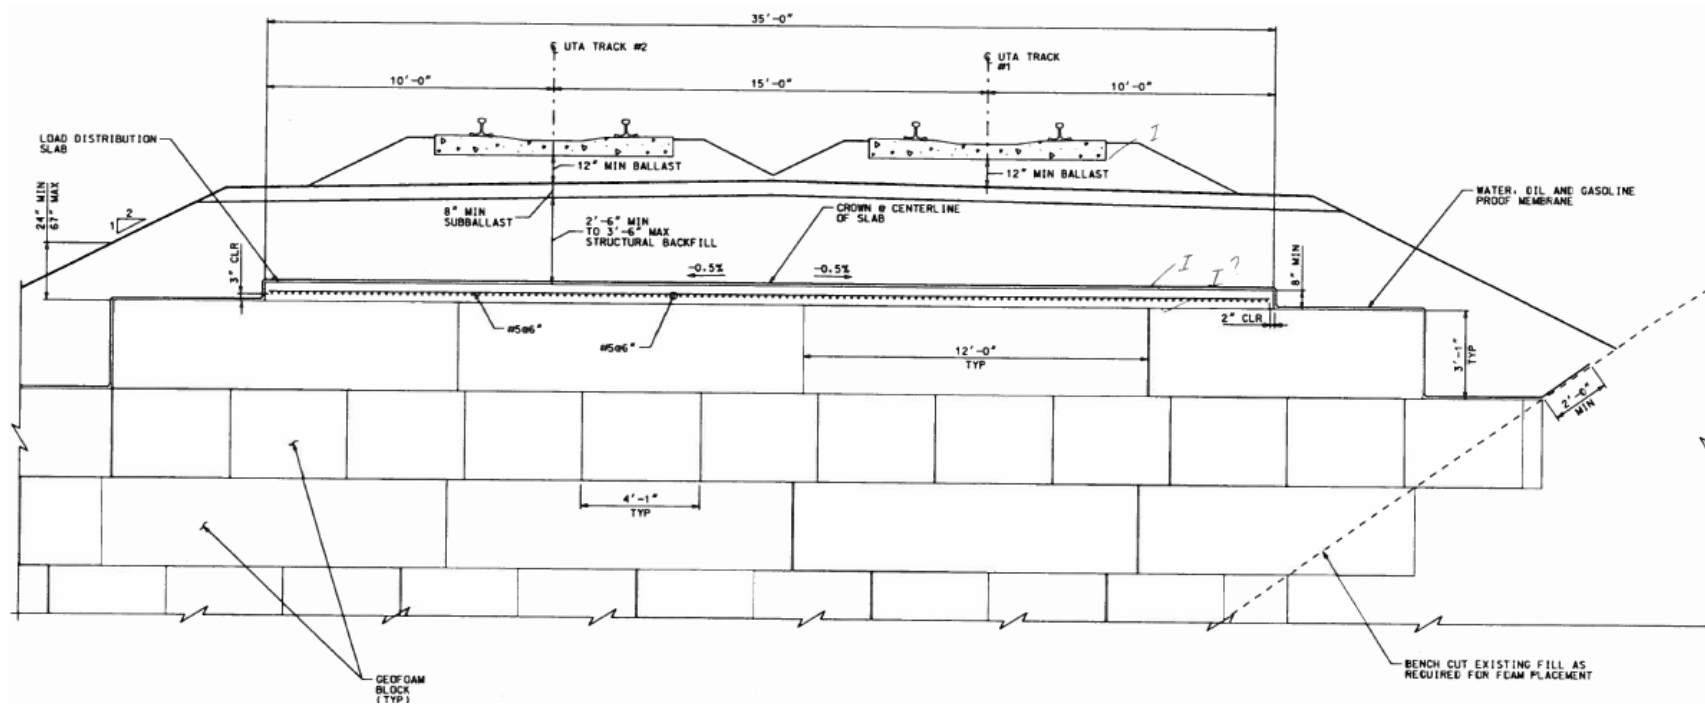 35'-0"
℄ UTA TRACK #2
℄ UTA TRACK
#1
10'-0"
15'-0"
10'-0"
LOAD DISTRIBUTION
SLAB
I
12" MIN BALLAST
12" MIN BALLAST
24" MIN
67" MAX
1
2
8" MIN
SUBBALLAST
2'-6" MIN
TO 3'-6" MAX
STRUCTURAL BACKFILL
CROWN @ CENTERLINE
OF SLAB
WATER, OIL AND GASOLINE
PROOF MEMBRANE
3" CLR
-0.5%
-0.5%
I
I?
8" MIN
#5@6"
#5@6"
2" CLR
12'-0"
TYP
3'-1"
TYP
2'-0"
MIN
4'-1"
TYP
GEOFOAM
BLOCK
(TYP)
BENCH CUT EXISTING FILL AS
REQUIRED FOR FOAM PLACEMENT